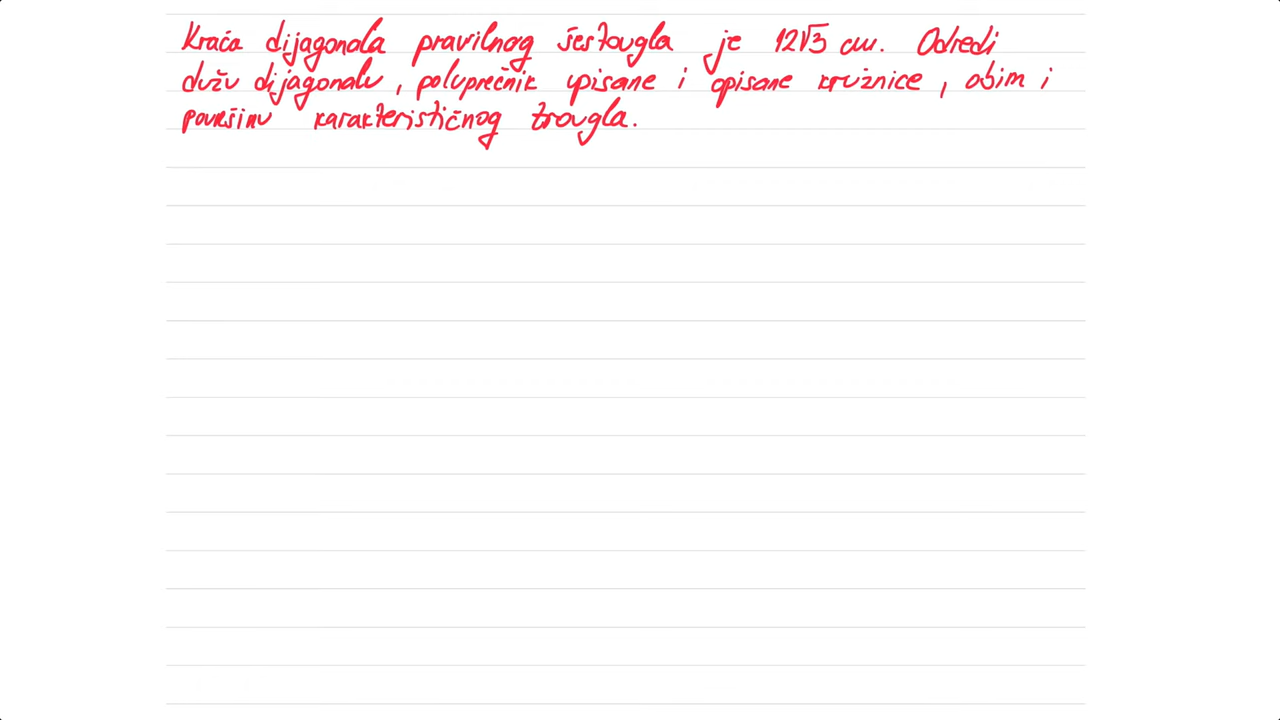 Kraća dijagonala pravilnog šestougla je 12√3 cm. Odredi
dužu dijagonalu, poluprečnik upisane i opisane kružnice, obim i
površinu karakterističnog trougla.